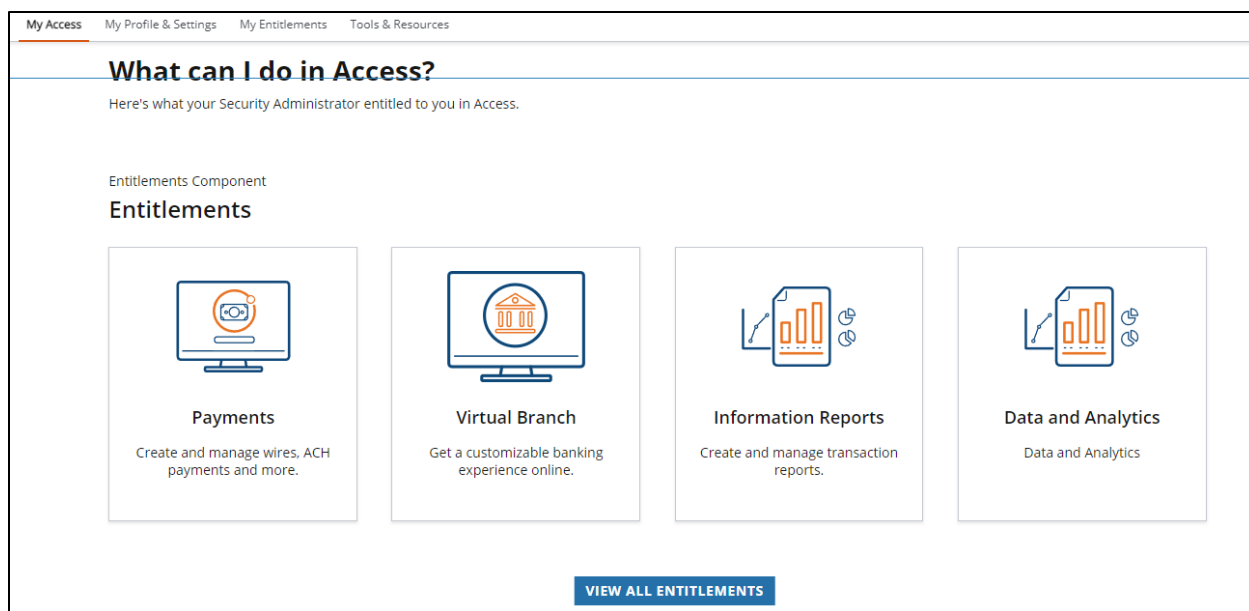 My Access My Profile & Settings My Entitlements Tools & Resources
What can I do in Access?
Here's what your Security Administrator entitled to you in Access.
Entitlements Component
Entitlements
Payments
Create and manage wires, ACH
payments and more.
Virtual Branch
Get a customizable banking
experience online.
Information Reports
Create and manage transaction
reports.
Data and Analytics
Data and Analytics
VIEW ALL ENTITLEMENTS